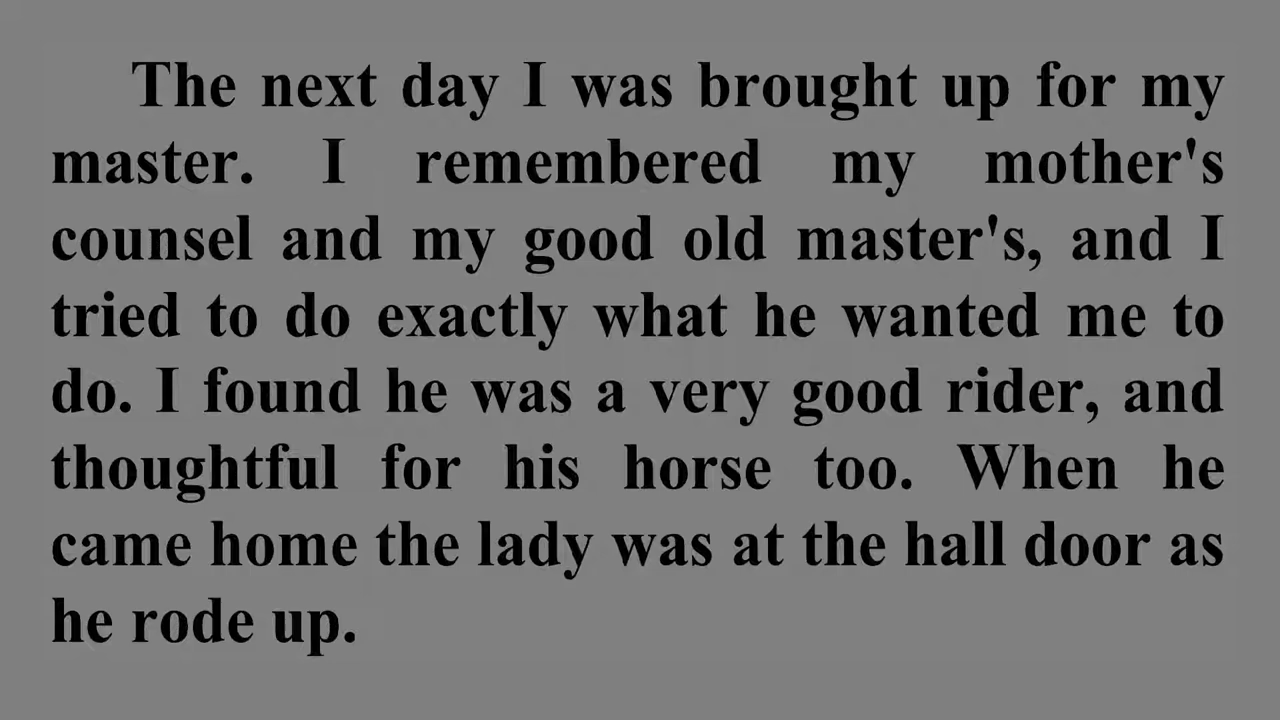 The next day I was brought up for my
master. I remembered my mother's
counsel and my good old master's, and I
tried to do exactly what he wanted me to
do. I found he was a very good rider, and
thoughtful for his horse too. When he
came home the lady was at the hall door as
he rode up.